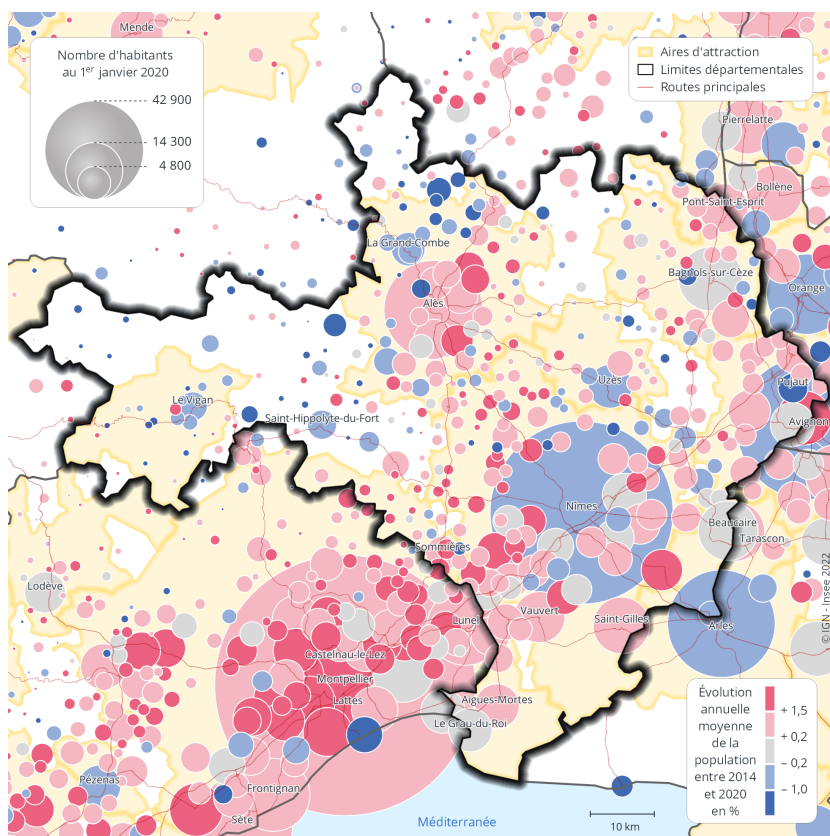 Mende
Nombre d'habitants
au 1er janvier 2020
42 900
14 300
4 800
Aires d'attraction
Limites départementales
Routes principales
Pierrelatte
Bollène
Pont-Saint-Esprit
La Grand-Combe
Bagnols-sur-Cèze
Orange
Alès
Uzès
Pujaut
Le Vigan
Saint-Hippolyte-du-Fort
Avignon
Nîmes
Beaucaire
Tarascon
Sommières
Lodève
Vauvert
Saint-Gilles
Lunel
Arles
Castelnau-le-Lez
Montpellier
Lattes
Aigues-Mortes
Le Grau-du-Roi
Pézenas
Frontignan
Sète
Méditerranée
10 km
© IGN - Insee 2022
Évolution
annuelle
moyenne
de la
population
entre 2014
et 2020
en %
+ 1,5
+ 0,2
– 0,2
– 1,0